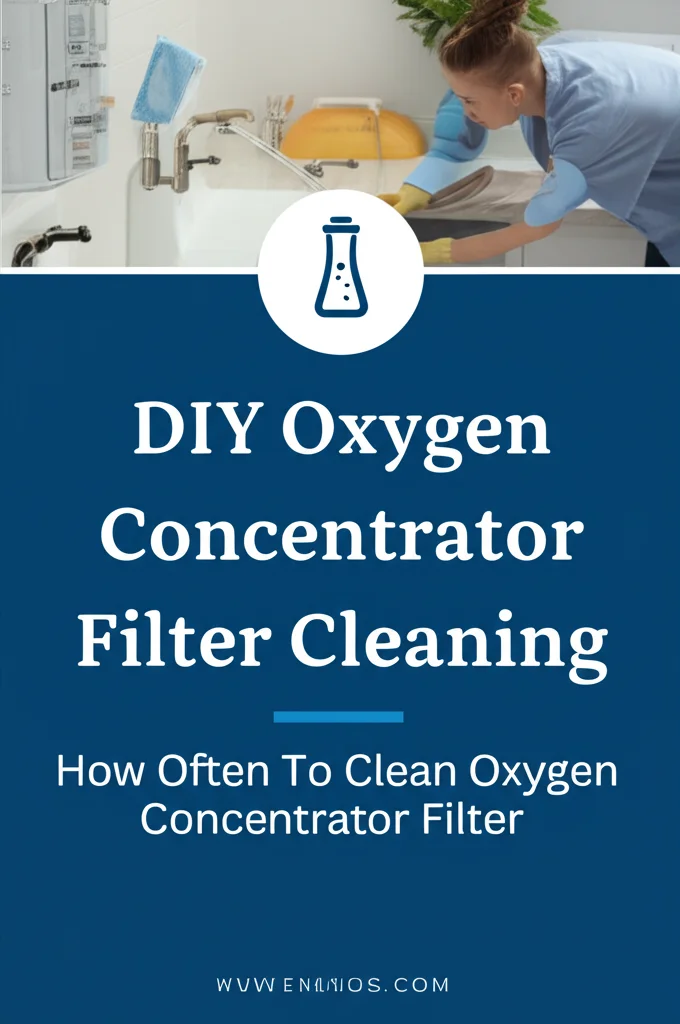 DIY Oxygen
Concentrator
Filter Cleaning
How Often To Clean Oxygen
Concentrator Filter